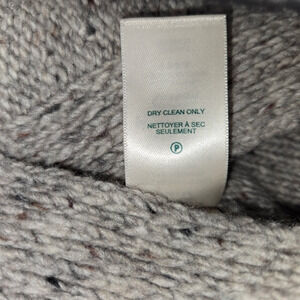 DRY CLEAN ONLY
NETTOYER À SEC
SEULEMENT
P